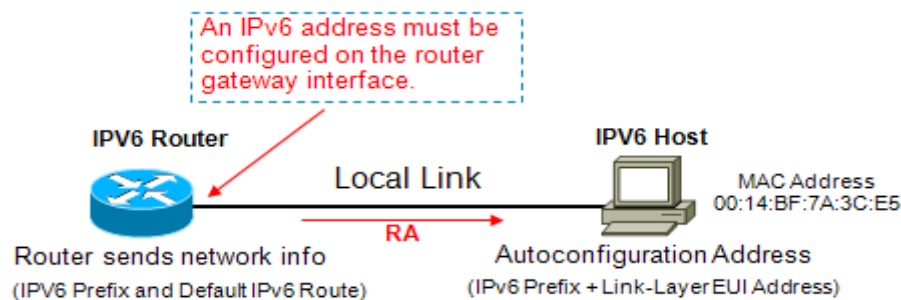 An IPv6 address must be
configured on the router
gateway interface.
IPV6 Router
IPV6 Host
Local Link
MAC Address
00:14:BF:7A:3C:E5
RA
Router sends network info
(IPV6 Prefix and Default IPv6 Route)
Autoconfiguration Address
(IPv6 Prefix + Link-Layer EUI Address)